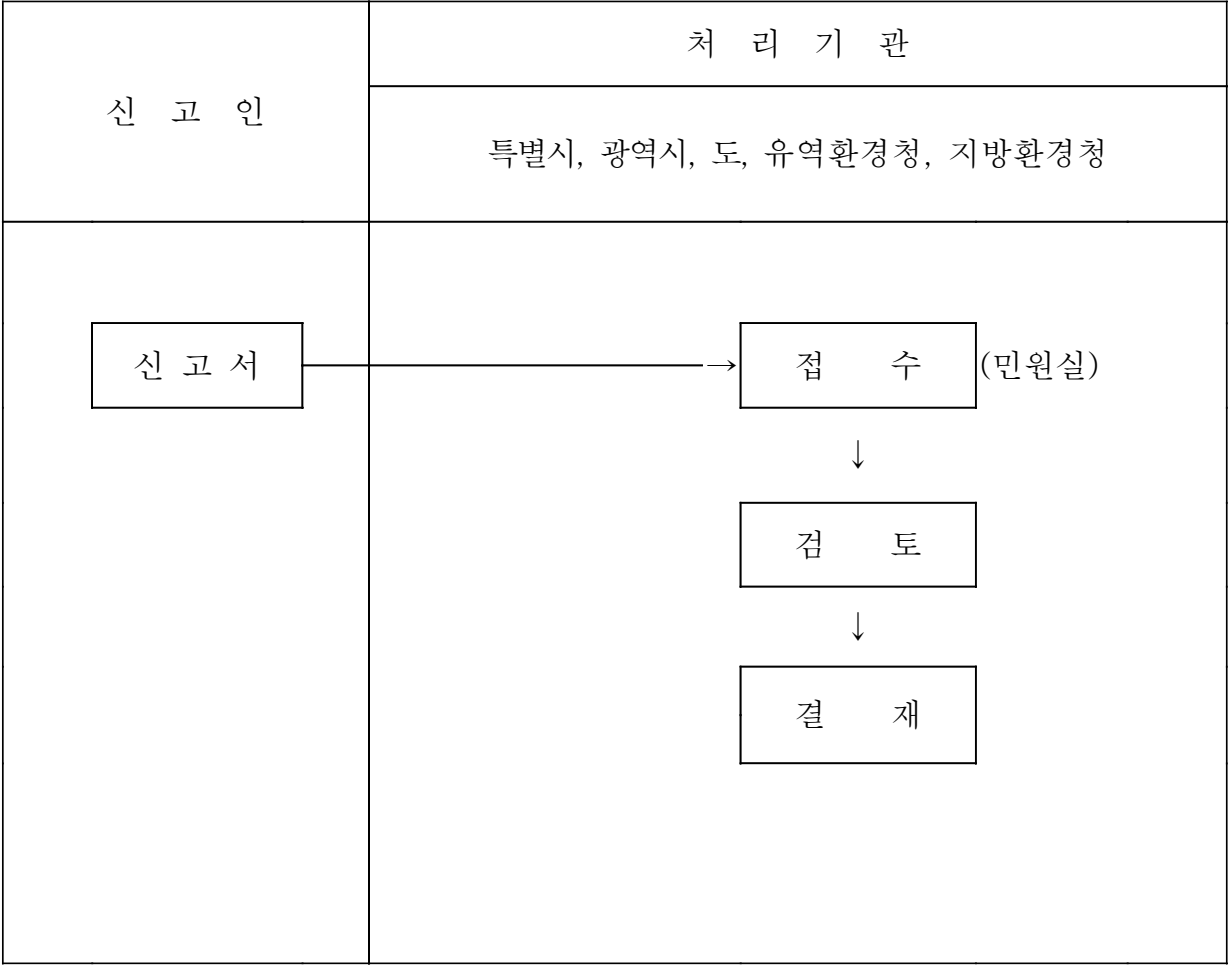 처 리 기 관
신 고 인
특별시, 광역시, 도, 유역환경청, 지방환경청
신 고 서 → 접 수 (민원실)
↓
검 토
↓
결 재